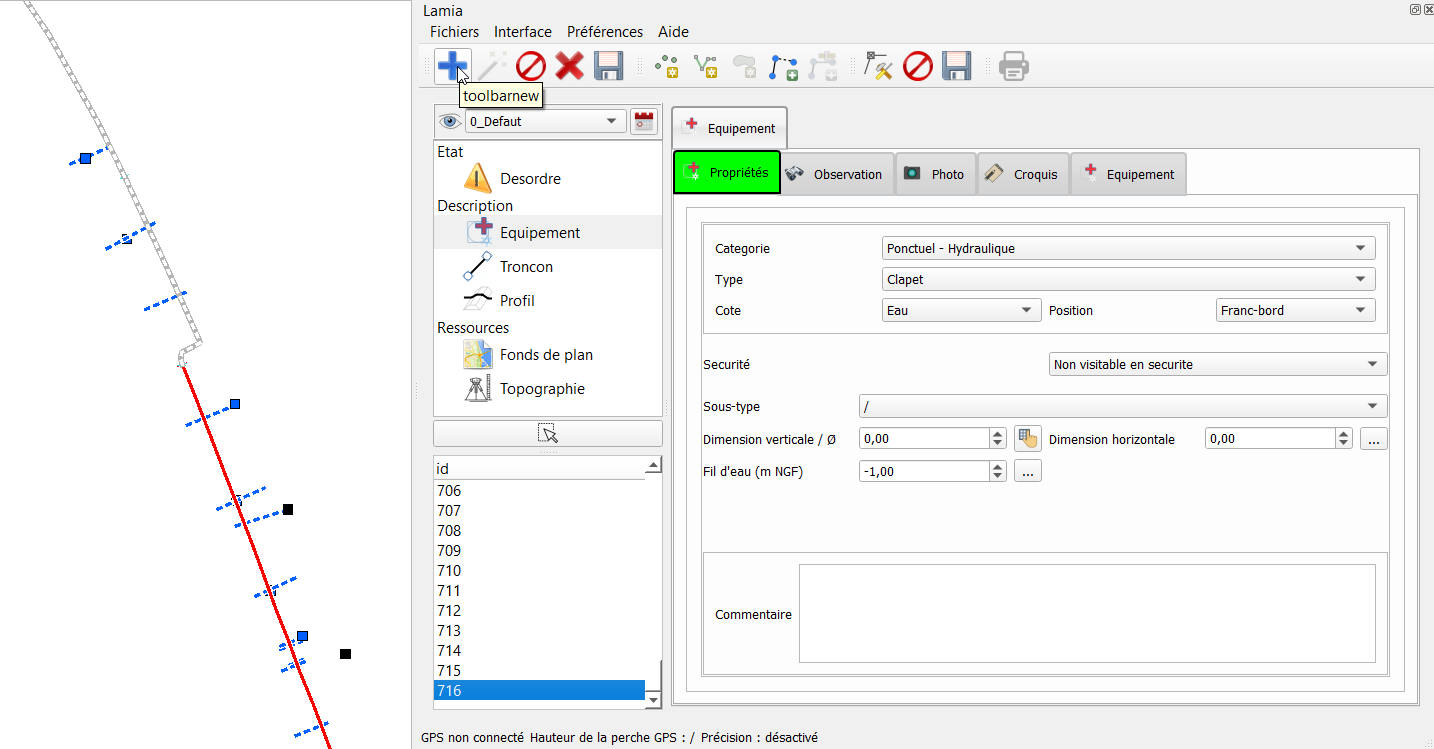 Lamia
Fichiers Interface Préférences Aide
toolbarnew
0_Defaut
Etat
Desordre
Description
Equipement
Troncon
Profil
Ressources
Fonds de plan
Topographie
id
706
707
708
709
710
711
712
713
714
715
716
Equipement
Propriétés Observation Photo Croquis Equipement
Categorie Ponctuel - Hydraulique
Type Clapet
Cote Eau Position Franc-bord
Securité Non visitable en securite
Sous-type /
Dimension verticale / Ø 0,00 Dimension horizontale 0,00 ...
Fil d'eau (m NGF) -1,00 ...
Commentaire
GPS non connecté Hauteur de la perche GPS : / Précision : désactivé